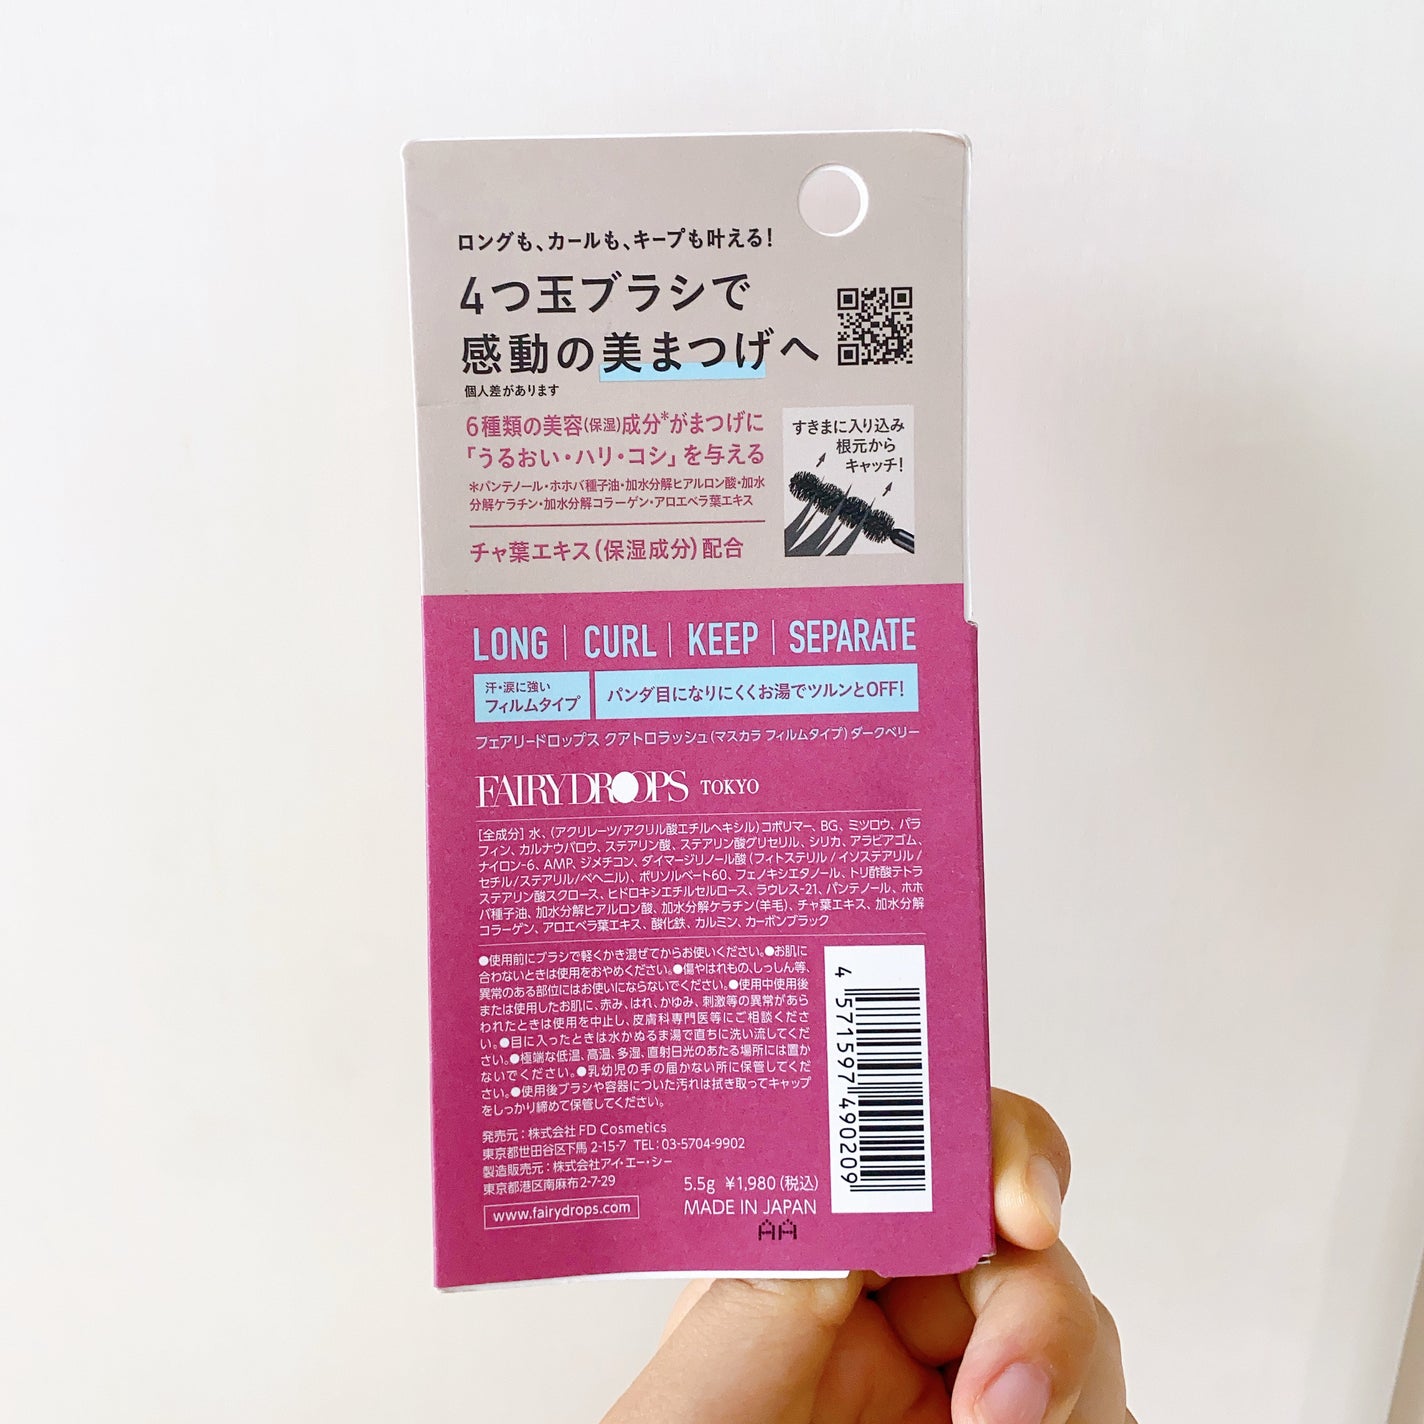 ロングも、カールも、キープも叶える!
4つ玉ブラシで
感動の美まつげへ
個人差があります
6種類の美容(保湿)成分*がまつげに
「うるおい・ハリ・コシ」を与える
*パンテノール・ホホバ種子油・加水分解ヒアルロン酸・加水
分解ケラチン・加水分解コラーゲン・アロエベラ葉エキス
チャ葉エキス(保湿成分)配合
すきまに入り込み
根元から
キャッチ!
LONG | CURL | KEEP | SEPARATE
汗・涙に強い
フィルムタイプ
パンダ目になりにくくお湯でツルンとOFF!
フェアリードロップス クアトロラッシュ(マスカラ フィルムタイプ)ダークベリー
FAIRYDROPS TOKYO
[全成分] 水、(アクリレーツ/アクリル酸エチルヘキシル)コポリマー、BG、ミツロウ、パラ
フィン、カルナウバロウ、ステアリン酸、ステアリン酸グリセリル、シリカ、アラビアゴム、
ナイロン-6、AMP、ジメチコン、ダイマージリノール酸(フィトステリル/イソステアリル/
セチル/ステアリル/ベヘニル)、ポリソルベート60、フェノキシエタノール、トリ酢酸テトラ
ステアリン酸スクロース、ヒドロキシエチルセルロース、ラウレス-21、パンテノール、ホホ
バ種子油、加水分解ヒアルロン酸、加水分解ケラチン(羊毛)、チャ葉エキス、加水分解
コラーゲン、アロエベラ葉エキス、酸化鉄、カルミン、カーボンブラック
●使用前にブラシで軽くかき混ぜてからお使いください。●お肌に
合わないときは使用をおやめください。●傷やはれもの、しっしん等、
異常のある部位にはお使いにならないでください。●使用中使用後
または使用したお肌に、赤み、はれ、かゆみ、刺激等の異常があら
われたときは使用を中止し、皮膚科専門医等にご相談くださ
い。●目に入ったときは水かぬるま湯で直ちに洗い流してくだ
さい。●極端な低温、高温、多湿、直射日光のあたる場所には置か
ないでください。●乳幼児の手の届かない所に保管してくだ
さい。●使用後ブラシや容器についた汚れは拭き取ってキャップ
をしっかり締めて保管してください。
発売元：株式会社FD Cosmetics
東京都世田谷区下馬 2-15-7 TEL：03-5704-9902
製造販売元：株式会社アイ・エー・シー
東京都港区南麻布2-7-29
www.fairydrops.com
5.5g ¥1,980(税込)
MADE IN JAPAN
AA
4 571597 490209